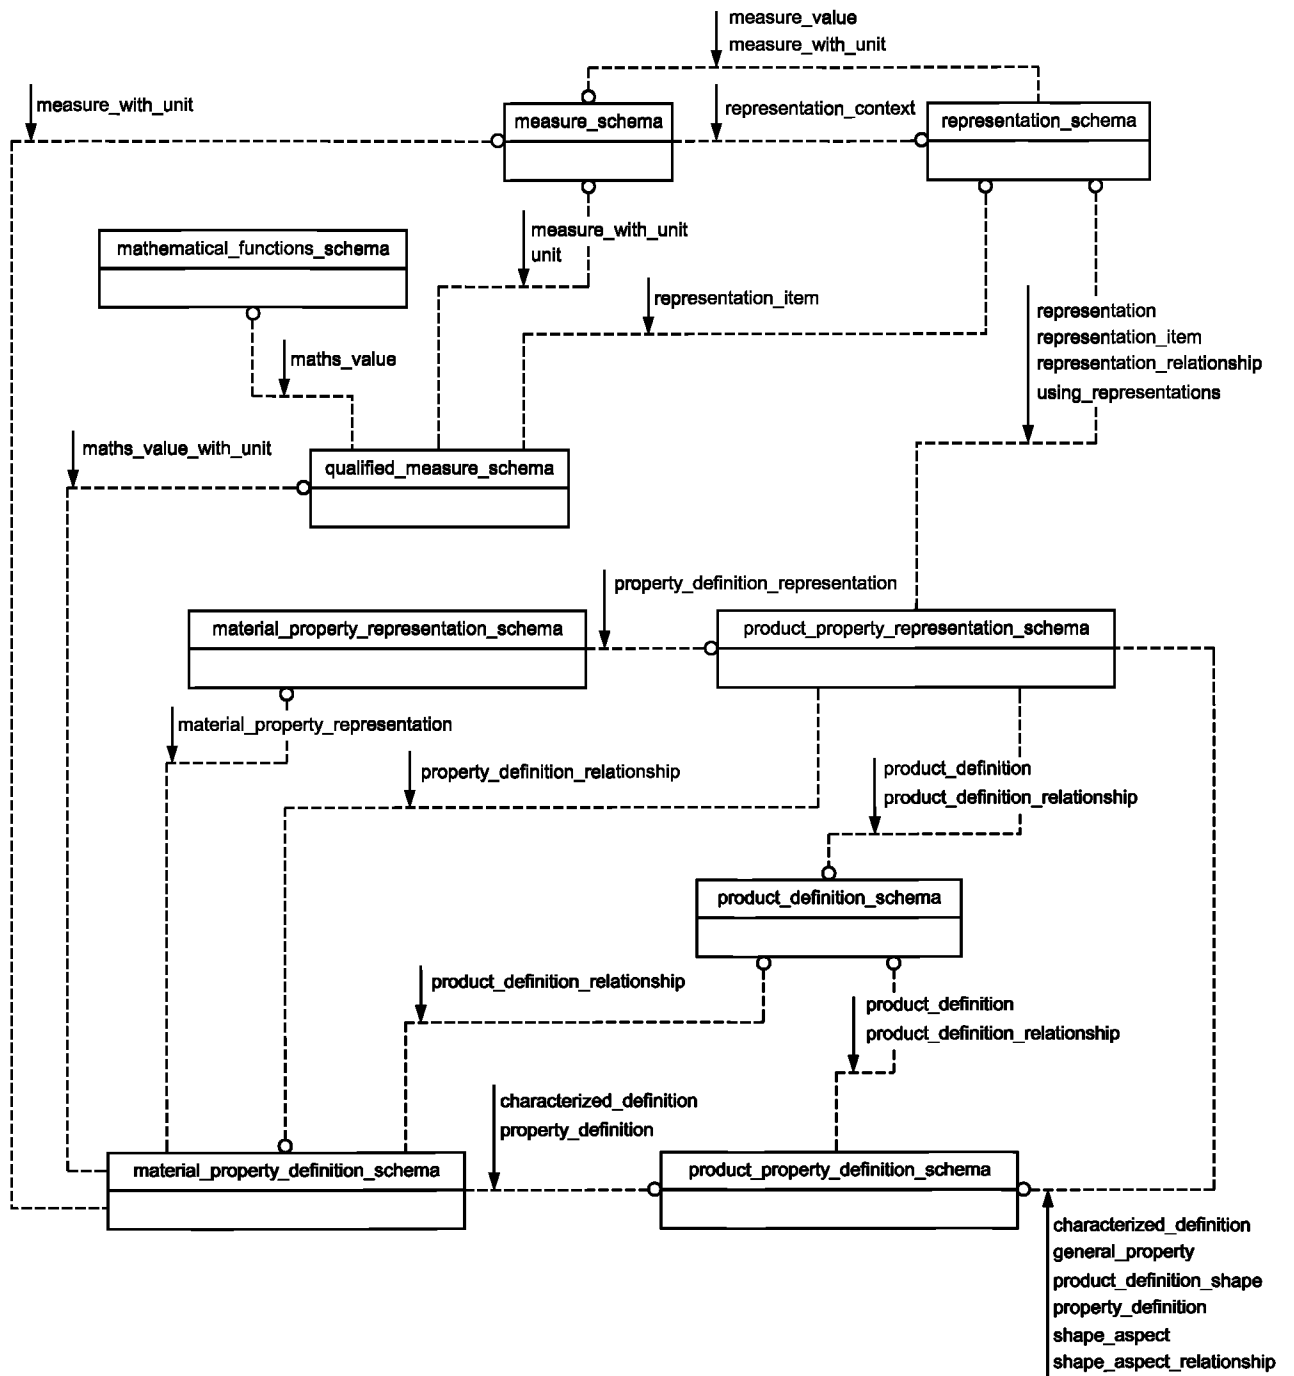 measure_value
measure_with_unit
measure_with_unit
representation_context
measure_schema
representation_schema
mathematical_functions_schema
measure_with_unit
unit
representation_item
representation
representation_item
representation_relationship
using_representations
maths_value
maths_value_with_unit
qualified_measure_schema
property_definition_representation
material_property_representation_schema
product_property_representation_schema
material_property_representation
property_definition_relationship
product_definition
product_definition_relationship
product_definition_schema
product_definition_relationship
product_definition
product_definition_relationship
characterized_definition
property_definition
material_property_definition_schema
product_property_definition_schema
characterized_definition
general_property
product_definition_shape
property_definition
shape_aspect
shape_aspect_relationship